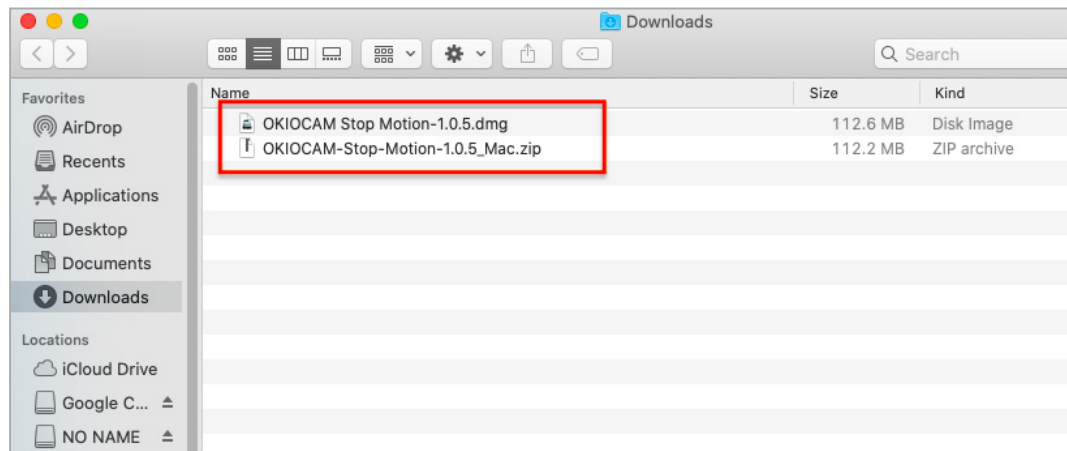 Downloads
Search
Favorites
AirDrop
Recents
Applications
Desktop
Documents
Downloads
Locations
iCloud Drive
Google C...
NO NAME
Name Size Kind
OKIOCAM Stop Motion-1.0.5.dmg 112.6 MB Disk Image
OKIOCAM-Stop-Motion-1.0.5_Mac.zip 112.2 MB ZIP archive